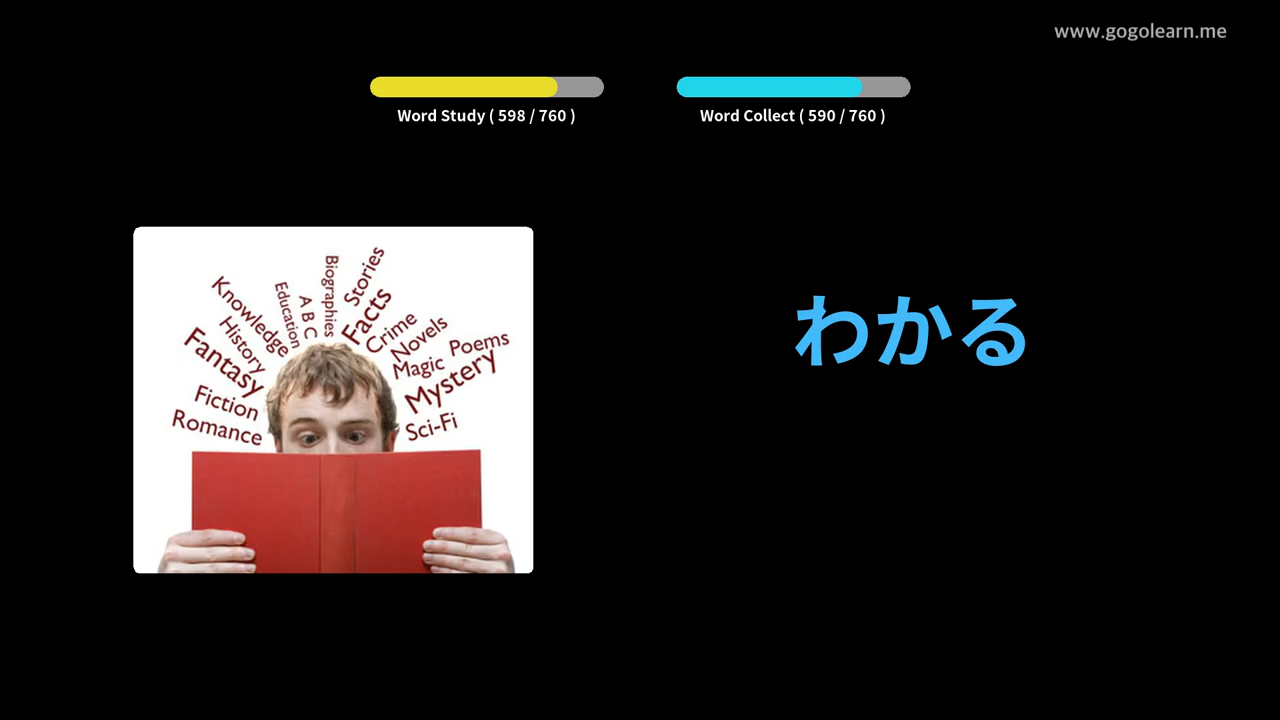 www.gogolearn.me
Word Study ( 598 / 760 )
Word Collect ( 590 / 760 )
わかる
Romance
Fiction
Fantasy
History
Knowledge
Education
A B C
Biographies
Stories
Facts
Crime
Novels
Magic
Poems
Mystery
Sci-Fi